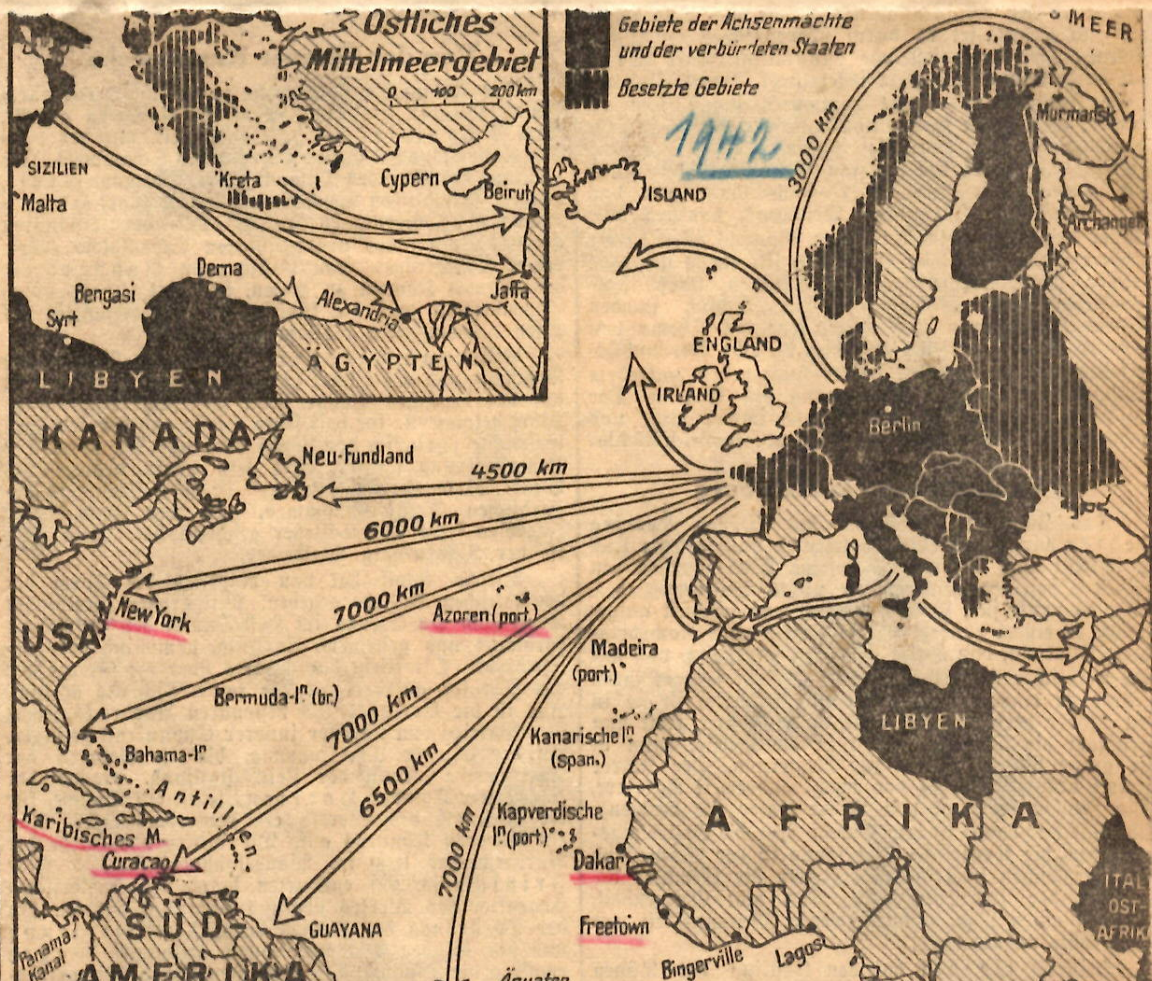 Östliches
Mittelmeergebiet
0 100 200 km
SIZILIEN
Malta
Kreta
Cypern
Beirut
Derna
Bengasi
Syrt
Alexandria
Jaffa
LIBYEN
ÄGYPTEN
Gebiete der Achsenmächte
und der verbündeten Staaten
Besetzte Gebiete
1942
MEER
3000 km
Murmansk
Archangel
ISLAND
ENGLAND
IRLAND
Berlin
KANADA
Neu-Fundland
4500 km
6000 km
7000 km
New York
USA
Azoren (port)
Madeira
(port.)
Bermuda-Iⁿ (br.)
7000 km
Bahama-Iⁿ
Kanarische Iⁿ
(span.)
LIBYEN
Antillen
6500 km
7000 km
Kapverdische
Iⁿ (port)
AFRIKA
Karibisches M.
Curacao
Dakar
ITAL
OST-
AFRIK
SÜD-
AMERIKA
GUAYANA
Freetown
Panama-
Kanal
Bingerville
Lagos